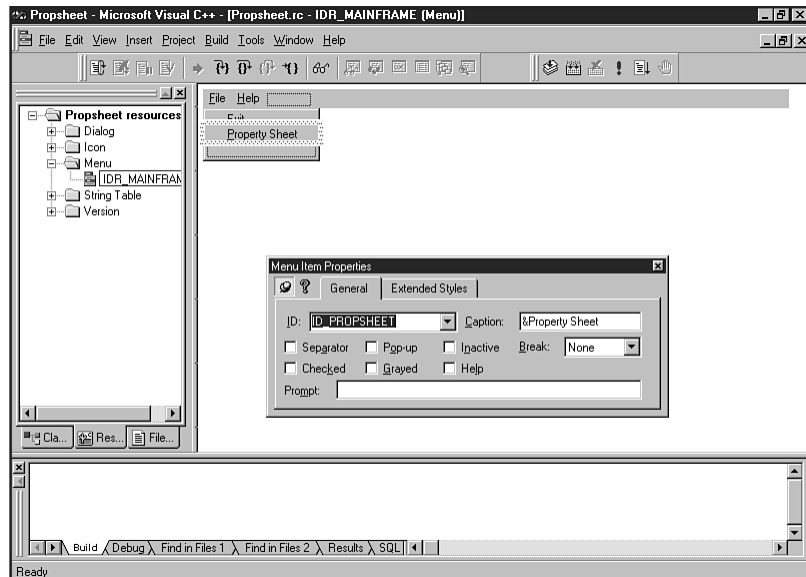 Propsheet - Microsoft Visual C++ - [Propsheet.rc - IDR_MAINFRAME (Menu)]
File Edit View Insert Project Build Tools Window Help
File Help
Exit
Property Sheet
Propsheet resources
Dialog
Icon
Menu
IDR_MAINFRAM
String Table
Version
Menu Item Properties
General Extended Styles
ID: ID_PROPSHEET Caption: &Property Sheet
Separator Pop-up Inactive Break: None
Checked Grayed Help
Prompt:
Cla... Res... File...
Build Debug Find in Files 1 Find in Files 2 Results SQL
Ready